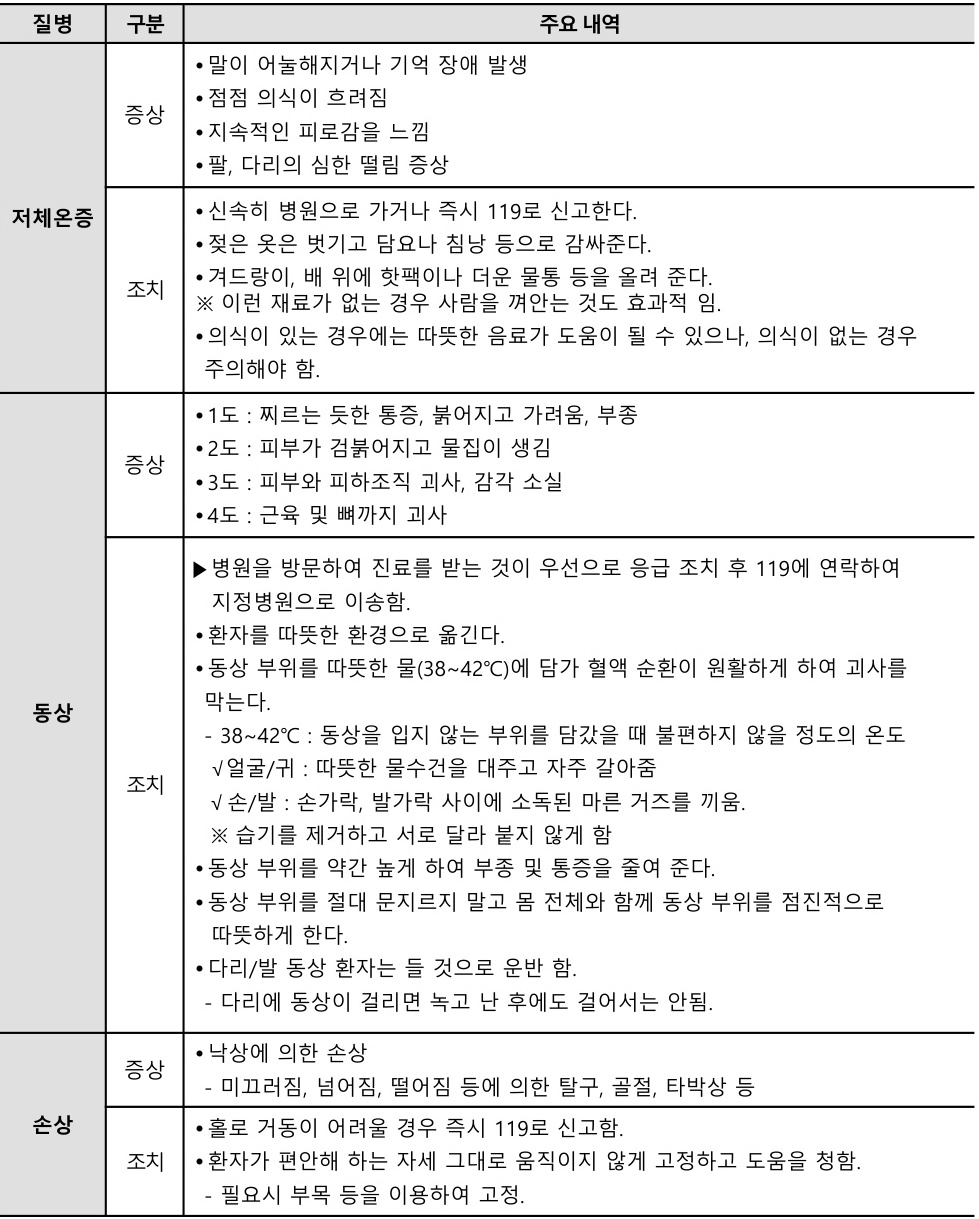 질병 구분 주요 내역
저체온증
증상
•말이 어눌해지거나 기억 장애 발생
•점점 의식이 흐려짐
•지속적인 피로감을 느낌
•팔, 다리의 심한 떨림 증상
조치
•신속히 병원으로 가거나 즉시 119로 신고한다.
•젖은 옷은 벗기고 담요나 침낭 등으로 감싸준다.
•겨드랑이, 배 위에 핫팩이나 더운 물통 등을 올려 준다.
※ 이런 재료가 없는 경우 사람을 껴안는 것도 효과적 임.
•의식이 있는 경우에는 따뜻한 음료가 도움이 될 수 있으나, 의식이 없는 경우
주의해야 함.
동상
증상
•1도 : 찌르는 듯한 통증, 붉어지고 가려움, 부종
•2도 : 피부가 검붉어지고 물집이 생김
•3도 : 피부와 피하조직 괴사, 감각 소실
•4도 : 근육 및 뼈까지 괴사
조치
▶병원을 방문하여 진료를 받는 것이 우선으로 응급 조치 후 119에 연락하여
지정병원으로 이송함.
•환자를 따뜻한 환경으로 옮긴다.
•동상 부위를 따뜻한 물(38~42℃)에 담가 혈액 순환이 원활하게 하여 괴사를
막는다.
- 38~42℃ : 동상을 입지 않는 부위를 담갔을 때 불편하지 않을 정도의 온도
√얼굴/귀 : 따뜻한 물수건을 대주고 자주 갈아줌
√ 손/발 : 손가락, 발가락 사이에 소독된 마른 거즈를 끼움.
※ 습기를 제거하고 서로 달라 붙지 않게 함
•동상 부위를 약간 높게 하여 부종 및 통증을 줄여 준다.
•동상 부위를 절대 문지르지 말고 몸 전체와 함께 동상 부위를 점진적으로
따뜻하게 한다.
•다리/발 동상 환자는 들 것으로 운반 함.
- 다리에 동상이 걸리면 녹고 난 후에도 걸어서는 안됨.
손상
증상
•낙상에 의한 손상
- 미끄러짐, 넘어짐, 떨어짐 등에 의한 탈구, 골절, 타박상 등
조치
•홀로 거동이 어려울 경우 즉시 119로 신고함.
•환자가 편안해 하는 자세 그대로 움직이지 않게 고정하고 도움을 청함.
- 필요시 부목 등을 이용하여 고정.